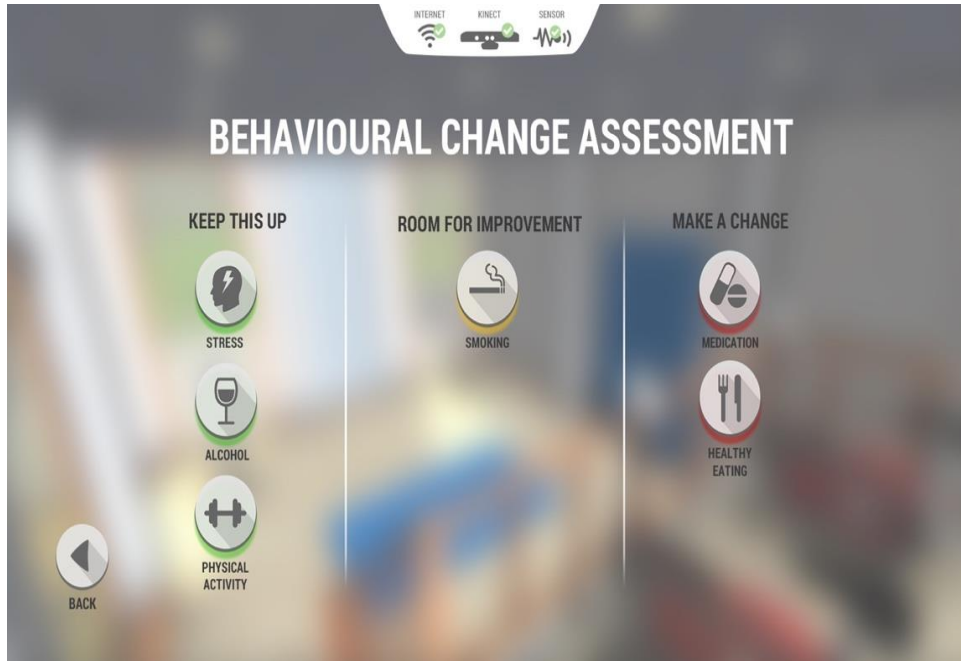 INTERNET KINECT SENSOR
BEHAVIOURAL CHANGE ASSESSMENT
KEEP THIS UP
STRESS
ALCOHOL
PHYSICAL
ACTIVITY
ROOM FOR IMPROVEMENT
SMOKING
MAKE A CHANGE
MEDICATION
HEALTHY
EATING
BACK